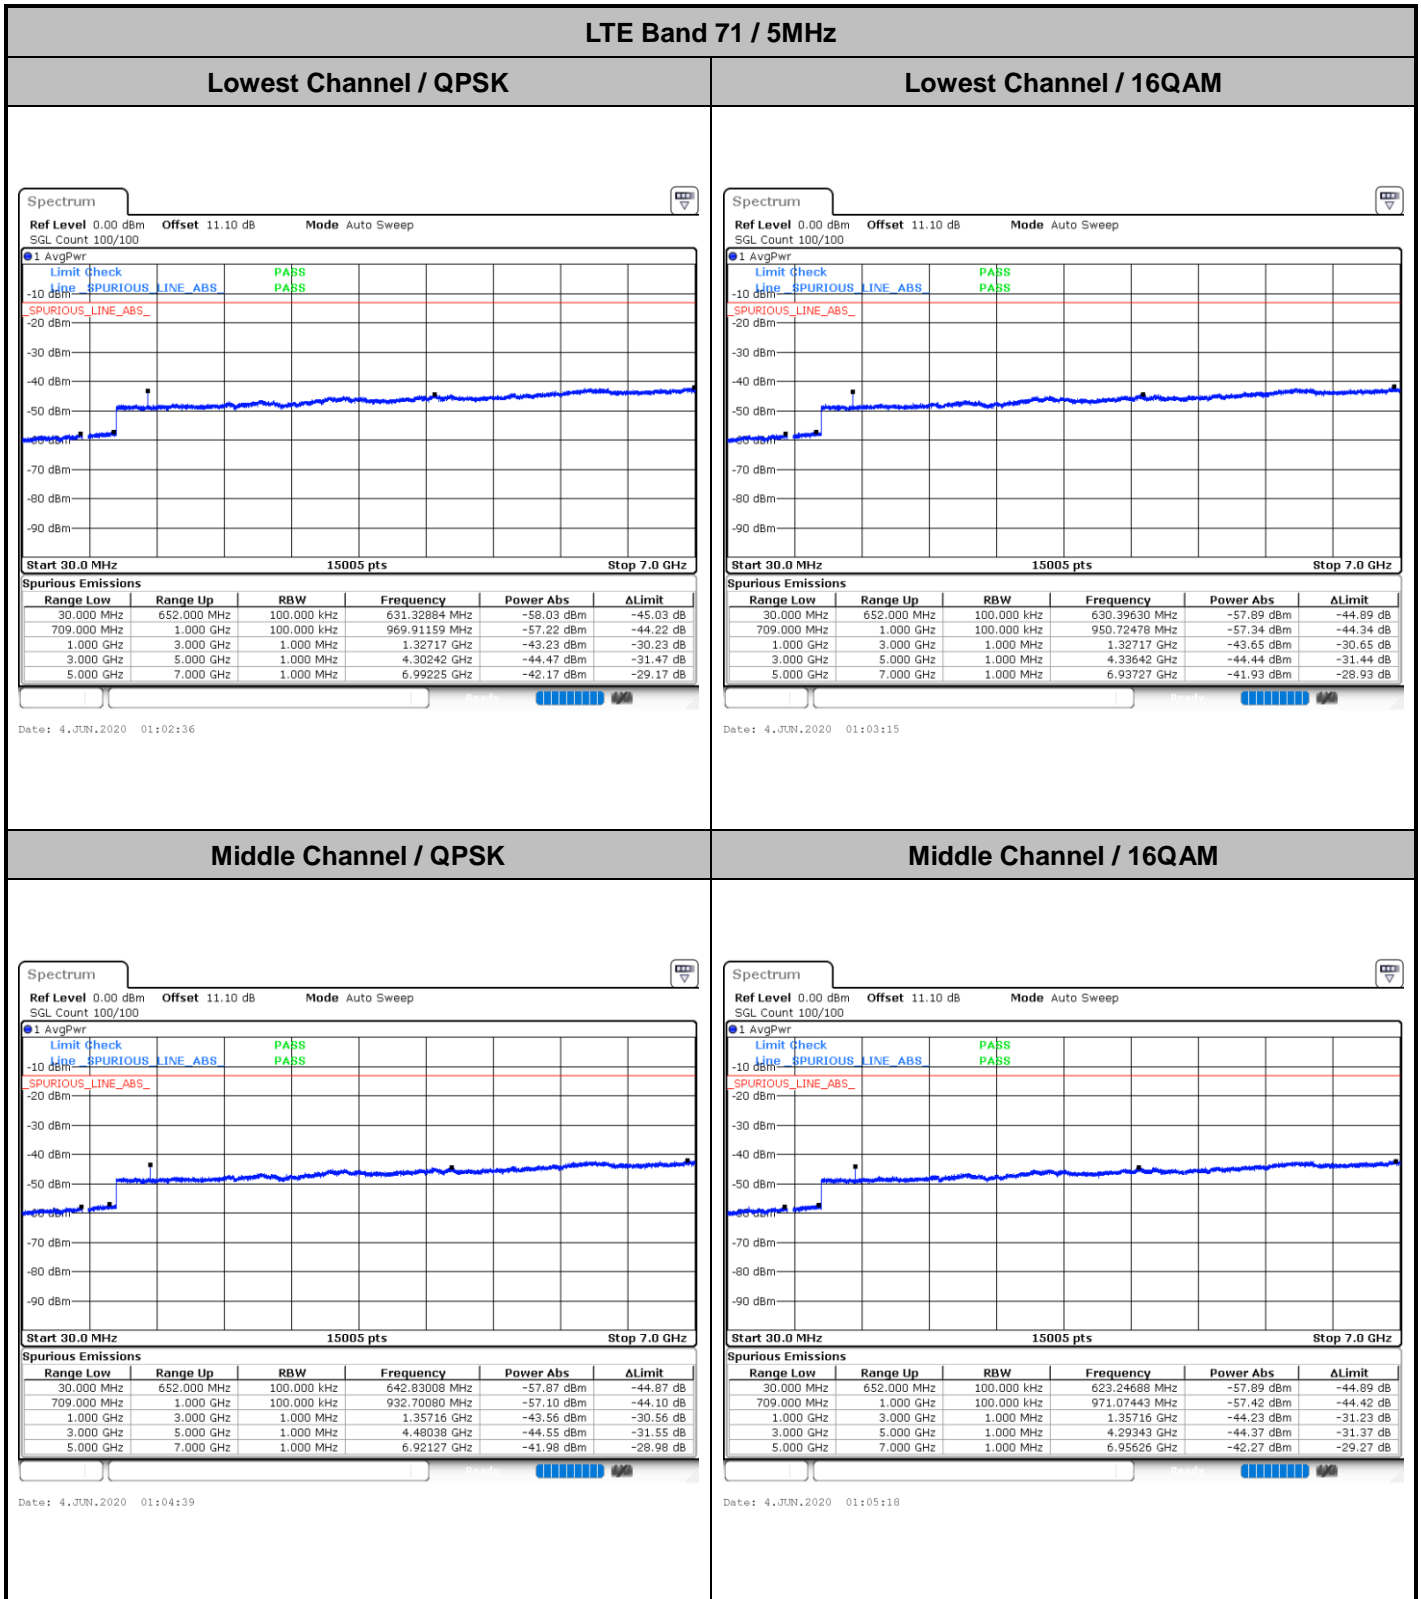 LTE Band 71 / 5MHz
Lowest Channel / QPSK
Lowest Channel / 16QAM
Spectrum
Ref Level 0.00 dBm Offset 11.10 dB Mode Auto Sweep
SGL Count 100/100
1 AvgPwr
Limit Check PASS
Line _SPURIOUS_LINE_ABS_ PASS
-10 dBm
_SPURIOUS_LINE_ABS_
-20 dBm
-30 dBm
-40 dBm
-50 dBm
-60 dBm
-70 dBm
-80 dBm
-90 dBm
Start 30.0 MHz 15005 pts Stop 7.0 GHz
Spurious Emissions
Range Low Range Up RBW Frequency Power Abs ΔLimit
30.000 MHz 652.000 MHz 100.000 kHz 631.32884 MHz -58.03 dBm -45.03 dB
709.000 MHz 1.000 GHz 100.000 kHz 969.91159 MHz -57.22 dBm -44.22 dB
1.000 GHz 3.000 GHz 1.000 MHz 1.32717 GHz -43.23 dBm -30.23 dB
3.000 GHz 5.000 GHz 1.000 MHz 4.30242 GHz -44.47 dBm -31.47 dB
5.000 GHz 7.000 GHz 1.000 MHz 6.99225 GHz -42.17 dBm -29.17 dB
Ready
Date: 4.JUN.2020 01:02:36
Spectrum
Ref Level 0.00 dBm Offset 11.10 dB Mode Auto Sweep
SGL Count 100/100
1 AvgPwr
Limit Check PASS
Line _SPURIOUS_LINE_ABS_ PASS
-10 dBm
_SPURIOUS_LINE_ABS_
-20 dBm
-30 dBm
-40 dBm
-50 dBm
-60 dBm
-70 dBm
-80 dBm
-90 dBm
Start 30.0 MHz 15005 pts Stop 7.0 GHz
Spurious Emissions
Range Low Range Up RBW Frequency Power Abs ΔLimit
30.000 MHz 652.000 MHz 100.000 kHz 630.39630 MHz -57.89 dBm -44.89 dB
709.000 MHz 1.000 GHz 100.000 kHz 950.72478 MHz -57.34 dBm -44.34 dB
1.000 GHz 3.000 GHz 1.000 MHz 1.32717 GHz -43.65 dBm -30.65 dB
3.000 GHz 5.000 GHz 1.000 MHz 4.33642 GHz -44.44 dBm -31.44 dB
5.000 GHz 7.000 GHz 1.000 MHz 6.93727 GHz -41.93 dBm -28.93 dB
Ready
Date: 4.JUN.2020 01:03:15
Middle Channel / QPSK
Middle Channel / 16QAM
Spectrum
Ref Level 0.00 dBm Offset 11.10 dB Mode Auto Sweep
SGL Count 100/100
1 AvgPwr
Limit Check PASS
Line _SPURIOUS_LINE_ABS_ PASS
-10 dBm
_SPURIOUS_LINE_ABS_
-20 dBm
-30 dBm
-40 dBm
-50 dBm
-60 dBm
-70 dBm
-80 dBm
-90 dBm
Start 30.0 MHz 15005 pts Stop 7.0 GHz
Spurious Emissions
Range Low Range Up RBW Frequency Power Abs ΔLimit
30.000 MHz 652.000 MHz 100.000 kHz 642.83008 MHz -57.87 dBm -44.87 dB
709.000 MHz 1.000 GHz 100.000 kHz 932.70080 MHz -57.10 dBm -44.10 dB
1.000 GHz 3.000 GHz 1.000 MHz 1.35716 GHz -43.56 dBm -30.56 dB
3.000 GHz 5.000 GHz 1.000 MHz 4.48038 GHz -44.55 dBm -31.55 dB
5.000 GHz 7.000 GHz 1.000 MHz 6.92127 GHz -41.98 dBm -28.98 dB
Ready
Date: 4.JUN.2020 01:04:39
Spectrum
Ref Level 0.00 dBm Offset 11.10 dB Mode Auto Sweep
SGL Count 100/100
1 AvgPwr
Limit Check PASS
Line _SPURIOUS_LINE_ABS_ PASS
-10 dBm
_SPURIOUS_LINE_ABS_
-20 dBm
-30 dBm
-40 dBm
-50 dBm
-60 dBm
-70 dBm
-80 dBm
-90 dBm
Start 30.0 MHz 15005 pts Stop 7.0 GHz
Spurious Emissions
Range Low Range Up RBW Frequency Power Abs ΔLimit
30.000 MHz 652.000 MHz 100.000 kHz 623.24688 MHz -57.89 dBm -44.89 dB
709.000 MHz 1.000 GHz 100.000 kHz 971.07443 MHz -57.42 dBm -44.42 dB
1.000 GHz 3.000 GHz 1.000 MHz 1.35716 GHz -44.23 dBm -31.23 dB
3.000 GHz 5.000 GHz 1.000 MHz 4.29343 GHz -44.37 dBm -31.37 dB
5.000 GHz 7.000 GHz 1.000 MHz 6.95626 GHz -42.27 dBm -29.27 dB
Ready
Date: 4.JUN.2020 01:05:18